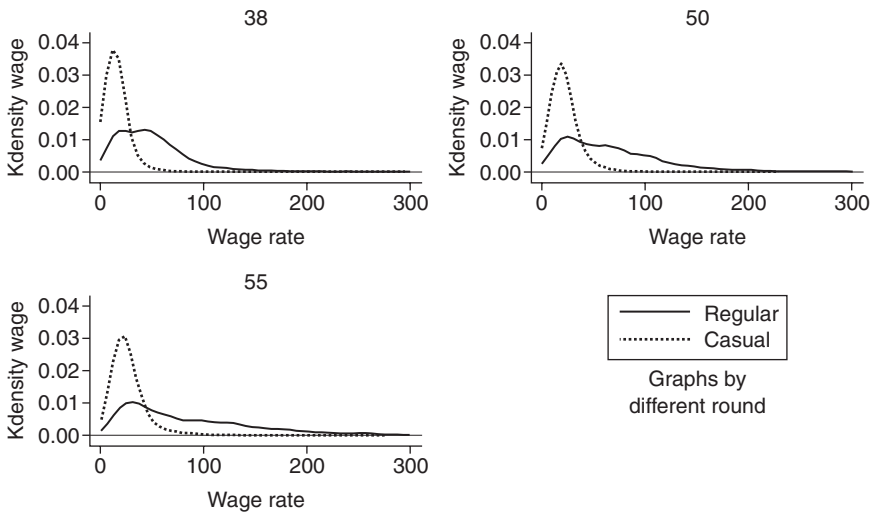 38
Kdensity wage
0.04
0.03
0.02
0.01
0.00
0 100 200 300
Wage rate
50
Kdensity wage
0.04
0.03
0.02
0.01
0.00
0 100 200 300
Wage rate
55
Kdensity wage
0.04
0.03
0.02
0.01
0.00
0 100 200 300
Wage rate
Regular
Casual
Graphs by
different round